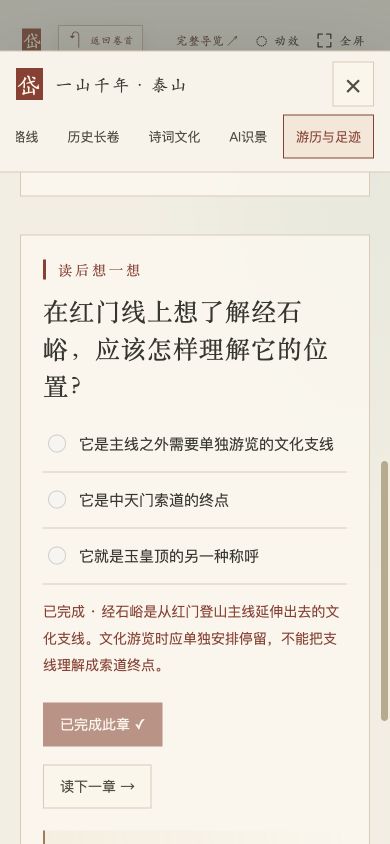 岱 返回卷首 完整导览 ↗ 动效 全屏
岱 一山千年 · 泰山 ×
路线 历史长卷 诗词文化 AI识景 游历与足迹
读后想一想
在红门线上想了解经石
峪，应该怎样理解它的位
置？
它是主线之外需要单独游览的文化支线
它是中天门索道的终点
它就是玉皇顶的另一种称呼
已完成 · 经石峪是从红门登山主线延伸出去的文
化支线。文化游览时应单独安排停留，不能把支
线理解成索道终点。
已完成此章 ✓
读下一章 →